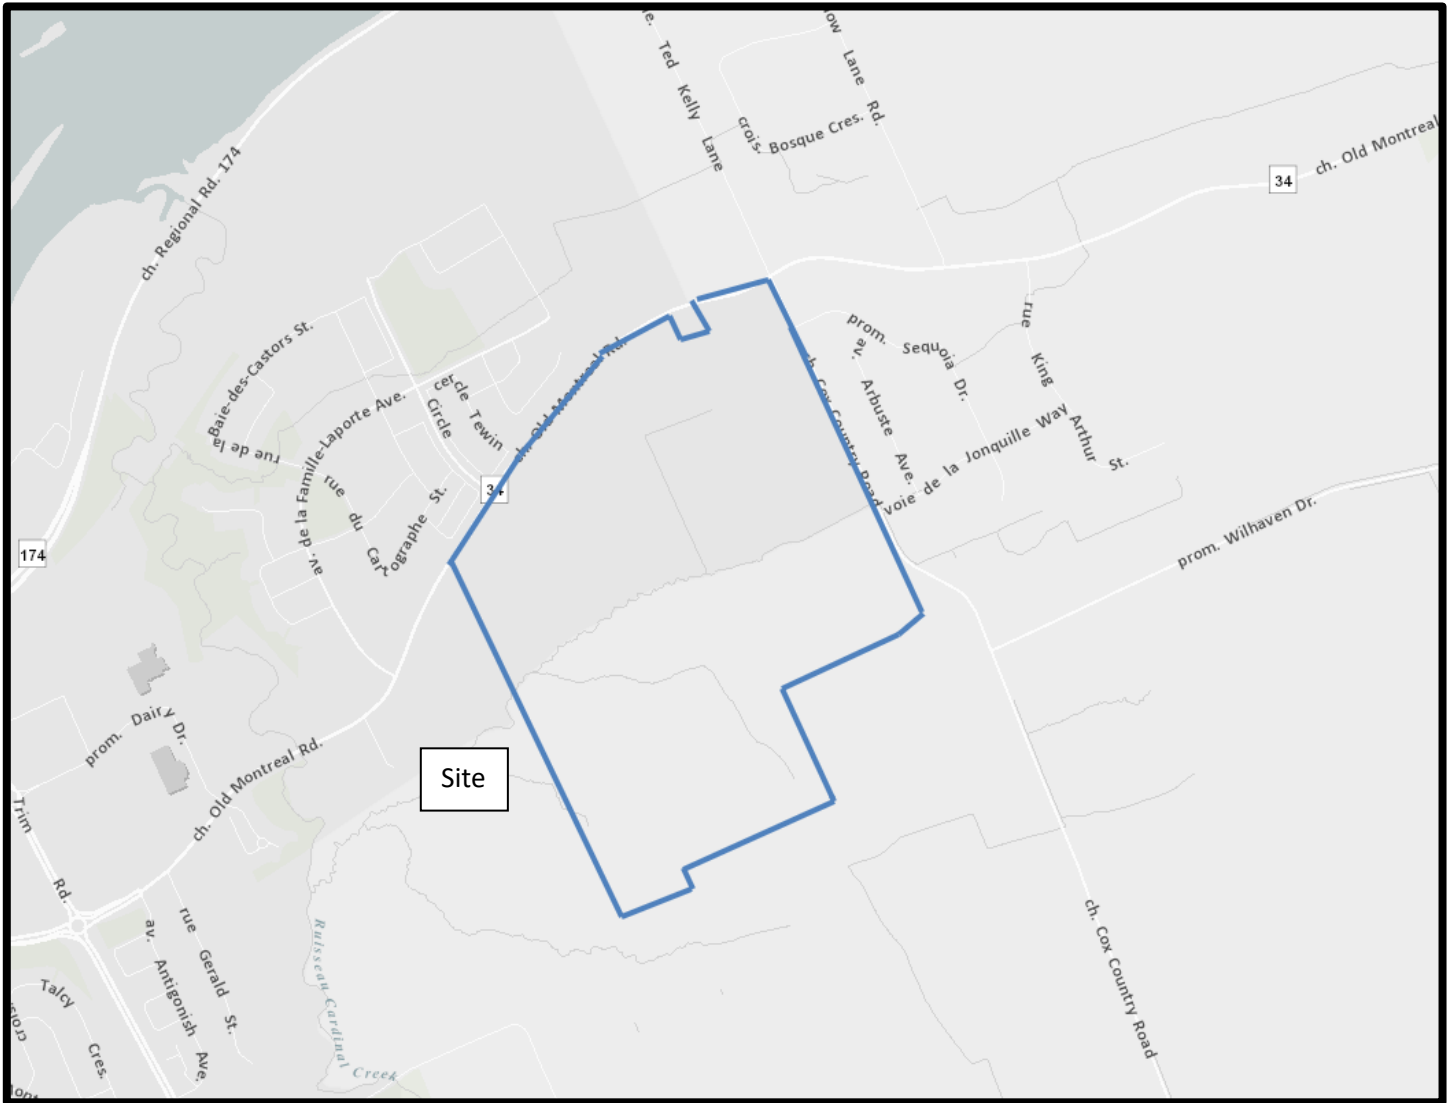 Ted Kelly Lane
Lane Rd.
crois. Bosque Cres.
ch. Old Montreal
34
ch. Regional Rd. 174
prom. Sequoia Dr.
rue King Arthur St.
Baie-des-Castors St.
rue de la
cercle Tewin Circle
ch. Old Montreal Rd.
av. Arbuste Ave.
ch. Cox Country Road
av. de la Famille-Laporte Ave.
rue du Cartographe St.
34
voie de la Jonquille Way
174
prom. Wilhaven Dr.
prom. Dairy Dr.
Site
ch. Old Montreal Rd.
Trim Rd.
ch. Cox Country Road
rue Gerald St.
av. Antigonish Ave.
Ruisseau Cardinal Creek
Talcy Cres.